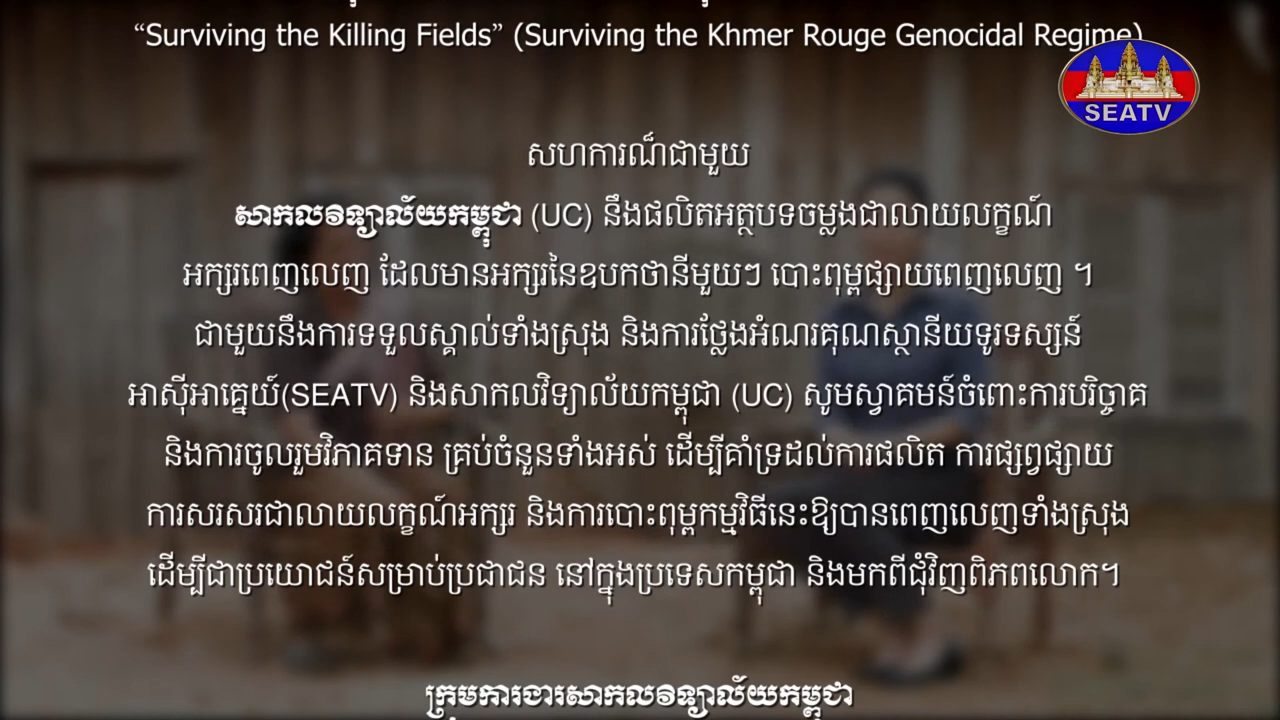 “Surviving the Killing Fields” (Surviving the Khmer Rouge Genocidal Regime)
SEATV
សហការណ៏ជាមួយ
សាកលវិទ្យាល័យកម្ពុជា (UC) នឹងផលិតអត្ថបទចម្លងជាលាយលក្ខណ៍
អក្សរពេញលេញ ដែលមានអក្សរនៃឧបកថានីមួយៗ បោះពុម្ពផ្សាយពេញលេញ ។
ជាមួយនឹងការទទួលស្គាល់ទាំងស្រុង និងការថ្លែងអំណរគុណស្ថានីយទូរទស្សន៍
អាស៊ីអាគ្នេយ៍(SEATV) និងសាកលវិទ្យាល័យកម្ពុជា (UC) សូមស្វាគមន៍ចំពោះការបរិច្ចាគ
និងការចូលរួមវិភាគទាន គ្រប់ចំនួនទាំងអស់ ដើម្បីគាំទ្រដល់ការផលិត ការផ្សព្វផ្សាយ
ការសរសរជាលាយលក្ខណ៍អក្សរ និងការបោះពុម្ពកម្មវិធីនេះឱ្យបានពេញលេញទាំងស្រុង
ដើម្បីជាប្រយោជន៍សម្រាប់ប្រជាជន នៅក្នុងប្រទេសកម្ពុជា និងមកពីជុំវិញពិភពលោក។
ក្រុមការងារសាកលវិទ្យាល័យកម្ពុជា